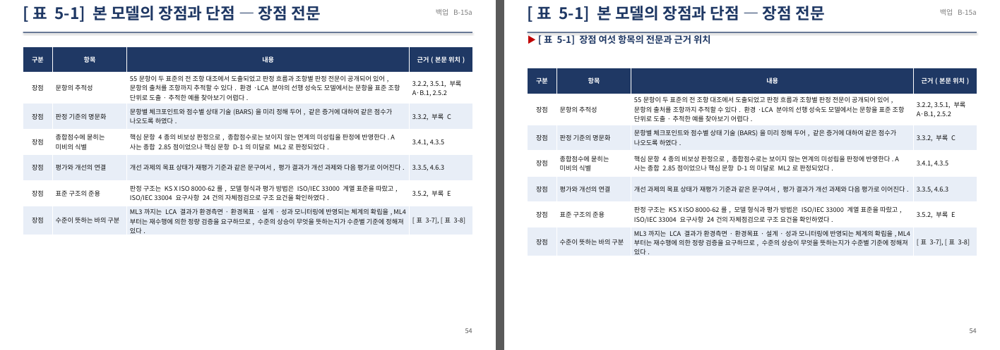 [ 표 5-1] 본 모델의 장점과 단점 — 장점 전문
백업 B-15a
구분 항목 내용 근거 ( 본문 위치 )
장점 문항의 추적성 55 문항이 두 표준의 전 조항 대조에서 도출되었고 판정 흐름과 조항별 판정 전문이 공개되어 있어 ,
문항의 출처를 조항까지 추적할 수 있다 . 환경 ·LCA 분야의 선행 성숙도 모델에서는 문항을 표준 조항
단위로 도출 · 추적한 예를 찾아보기 어렵다 .
3.2.2, 3.5.1, 부록
A·B.1, 2.5.2
장점 판정 기준의 명문화 문항별 체크포인트와 점수별 상태 기술 (BARS) 을 미리 정해 두어 , 같은 증거에 대하여 같은 점수가
나오도록 하였다 .
3.3.2, 부록 C
장점 종합점수에 묻히는
미비의 식별
핵심 문항 4 종의 비보상 판정으로 , 종합점수로는 보이지 않는 연계의 미성립을 판정에 반영한다 . A
사는 종합 2.85 점이었으나 핵심 문항 D-1 의 미달로 ML2 로 판정되었다 .
3.4.1, 4.3.5
장점 평가와 개선의 연결 개선 과제의 목표 상태가 재평가 기준과 같은 문구여서 , 평가 결과가 개선 과제와 다음 평가로 이어진다 . 3.3.5, 4.6.3
장점 표준 구조의 준용 판정 구조는 KS X ISO 8000-62 를 , 모델 형식과 평가 방법은 ISO/IEC 33000 계열 표준을 따랐고 ,
ISO/IEC 33004 요구사항 24 건의 자체점검으로 구조 요건을 확인하였다 .
3.5.2, 부록 E
장점 수준이 뜻하는 바의 구분 ML3 까지는 LCA 결과가 환경측면 · 환경목표 · 설계 · 성과 모니터링에 반영되는 체계의 확립을 , ML4
부터는 재수행에 의한 정량 검증을 요구하므로 , 수준의 상승이 무엇을 뜻하는지가 수준별 기준에 정해져
있다 .
[ 표 3-7], [ 표 3-8]
54
[ 표 5-1] 본 모델의 장점과 단점 — 장점 전문
백업 B-15a
▶ [ 표 5-1] 장점 여섯 항목의 전문과 근거 위치
구분 항목 내용 근거 ( 본문 위치 )
장점 문항의 추적성 55 문항이 두 표준의 전 조항 대조에서 도출되었고 판정 흐름과 조항별 판정 전문이 공개되어 있어 ,
문항의 출처를 조항까지 추적할 수 있다 . 환경 ·LCA 분야의 선행 성숙도 모델에서는 문항을 표준 조항
단위로 도출 · 추적한 예를 찾아보기 어렵다 .
3.2.2, 3.5.1, 부록
A·B.1, 2.5.2
장점 판정 기준의 명문화 문항별 체크포인트와 점수별 상태 기술 (BARS) 을 미리 정해 두어 , 같은 증거에 대하여 같은 점수가
나오도록 하였다 .
3.3.2, 부록 C
장점 종합점수에 묻히는
미비의 식별
핵심 문항 4 종의 비보상 판정으로 , 종합점수로는 보이지 않는 연계의 미성립을 판정에 반영한다 . A
사는 종합 2.85 점이었으나 핵심 문항 D-1 의 미달로 ML2 로 판정되었다 .
3.4.1, 4.3.5
장점 평가와 개선의 연결 개선 과제의 목표 상태가 재평가 기준과 같은 문구여서 , 평가 결과가 개선 과제와 다음 평가로 이어진다 . 3.3.5, 4.6.3
장점 표준 구조의 준용 판정 구조는 KS X ISO 8000-62 를 , 모델 형식과 평가 방법은 ISO/IEC 33000 계열 표준을 따랐고 ,
ISO/IEC 33004 요구사항 24 건의 자체점검으로 구조 요건을 확인하였다 .
3.5.2, 부록 E
장점 수준이 뜻하는 바의 구분 ML3 까지는 LCA 결과가 환경측면 · 환경목표 · 설계 · 성과 모니터링에 반영되는 체계의 확립을 , ML4
부터는 재수행에 의한 정량 검증을 요구하므로 , 수준의 상승이 무엇을 뜻하는지가 수준별 기준에 정해져
있다 .
[ 표 3-7], [ 표 3-8]
54